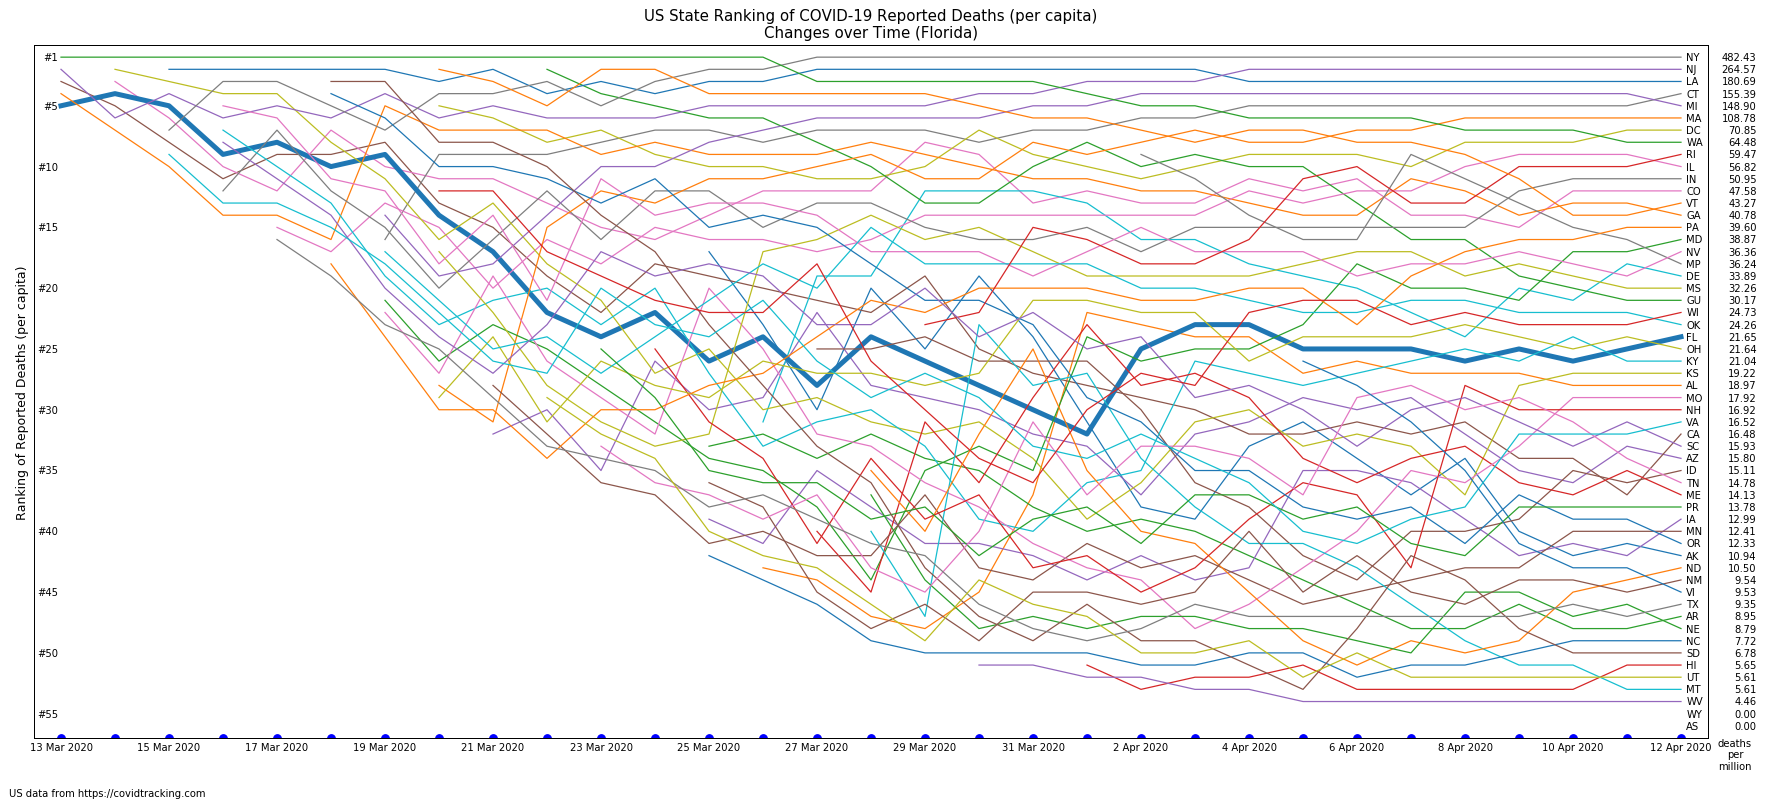 US State Ranking of COVID-19 Reported Deaths (per capita)
Changes over Time (Florida)
Ranking of Reported Deaths (per capita)
#1
#5
#10
#15
#20
#25
#30
#35
#40
#45
#50
#55
NY 482.43
NJ 264.57
LA 180.69
CT 155.39
MI 148.90
MA 108.78
DC 70.85
WA 64.48
RI 59.47
IL 56.82
IN 50.95
CO 47.58
VT 43.27
GA 40.78
PA 39.60
MD 38.87
NV 36.36
MP 36.24
DE 33.89
MS 32.26
GU 30.17
WI 24.73
OK 24.26
FL 21.65
OH 21.64
KY 21.04
KS 19.22
AL 18.97
MO 17.92
NH 16.92
VA 16.52
CA 16.48
SC 15.93
AZ 15.80
ID 15.11
TN 14.78
ME 14.13
PR 13.78
IA 12.99
MN 12.41
OR 12.33
AK 10.94
ND 10.50
NM 9.54
VI 9.53
TX 9.35
AR 8.95
NE 8.79
NC 7.72
SD 6.78
HI 5.65
UT 5.61
MT 5.61
WV 4.46
WY 0.00
AS 0.00
13 Mar 2020 15 Mar 2020 17 Mar 2020 19 Mar 2020 21 Mar 2020 23 Mar 2020 25 Mar 2020 27 Mar 2020 29 Mar 2020 31 Mar 2020 2 Apr 2020 4 Apr 2020 6 Apr 2020 8 Apr 2020 10 Apr 2020 12 Apr 2020
deaths
per
million
US data from https://covidtracking.com